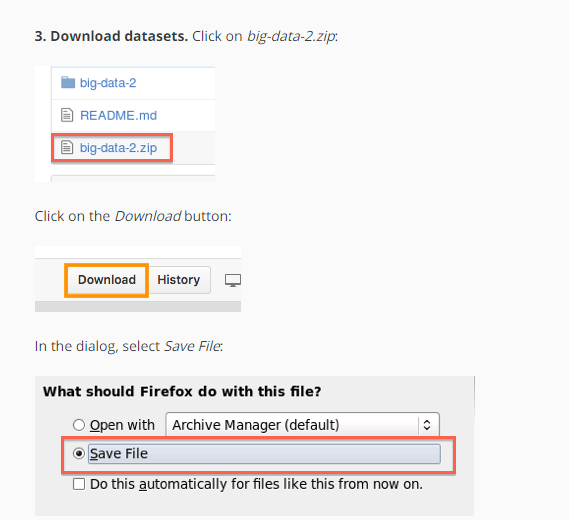 3. Download datasets. Click on big-data-2.zip:
big-data-2
README.md
big-data-2.zip
Click on the Download button:
Download History
In the dialog, select Save File:
What should Firefox do with this file?
Open with Archive Manager (default)
Save File
Do this automatically for files like this from now on.